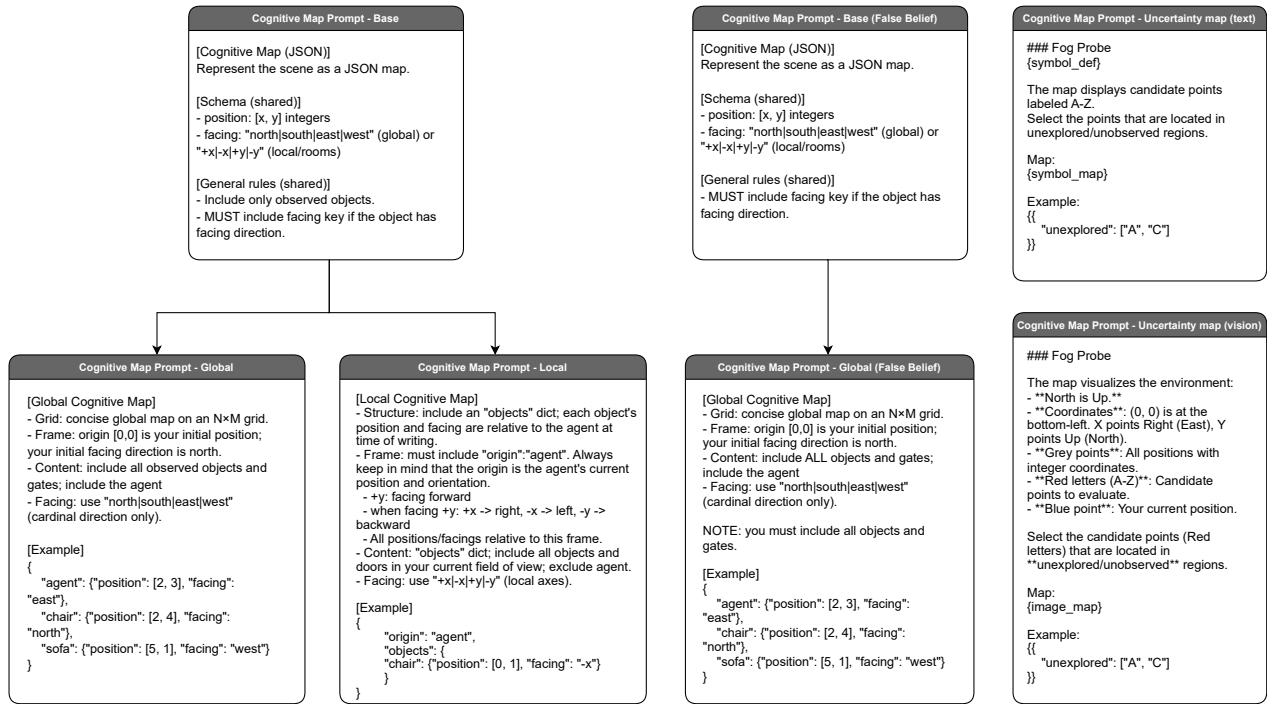 Cognitive Map Prompt - Base
[Cognitive Map (JSON)]
Represent the scene as a JSON map.
[Schema (shared)]
- position: [x, y] integers
- facing: "north|south|east|west" (global) or
"+x|-x|+y|-y" (local/rooms)
[General rules (shared)]
- Include only observed objects.
- MUST include facing key if the object has
facing direction.
Cognitive Map Prompt - Base (False Belief)
[Cognitive Map (JSON)]
Represent the scene as a JSON map.
[Schema (shared)]
- position: [x, y] integers
- facing: "north|south|east|west" (global) or
"+x|-x|+y|-y" (local/rooms)
[General rules (shared)]
- MUST include facing key if the object has
facing direction.
Cognitive Map Prompt - Uncertainty map (text)
### Fog Probe
{symbol_def}
The map displays candidate points
labeled A-Z.
Select the points that are located in
unexplored/unobserved regions.
Map:
{symbol_map}
Example:
{{
"unexplored": ["A", "C"]
}}
Cognitive Map Prompt - Global
[Global Cognitive Map]
- Grid: concise global map on an N×M grid.
- Frame: origin [0,0] is your initial position;
your initial facing direction is north.
- Content: include all observed objects and
gates; include the agent
- Facing: use "north|south|east|west"
(cardinal direction only).
[Example]
{
"agent": {"position": [2, 3], "facing":
"east"},
"chair": {"position": [2, 4], "facing":
"north"},
"sofa": {"position": [5, 1], "facing": "west"}
}
Cognitive Map Prompt - Local
[Local Cognitive Map]
- Structure: include an "objects" dict; each object's
position and facing are relative to the agent at
time of writing.
- Frame: must include "origin":"agent". Always
keep in mind that the origin is the agent's current
position and orientation.
- +y: facing forward
- when facing +y: +x -> right, -x -> left, -y ->
backward
- All positions/facings relative to this frame.
- Content: "objects" dict; include all objects and
doors in your current field of view; exclude agent.
- Facing: use "+x|-x|+y|-y" (local axes).
[Example]
{
"origin": "agent",
"objects": {
"chair": {"position": [0, 1], "facing": "-x"}
}
}
Cognitive Map Prompt - Global (False Belief)
[Global Cognitive Map]
- Grid: concise global map on an N×M grid.
- Frame: origin [0,0] is your initial position;
your initial facing direction is north.
- Content: include ALL objects and gates;
include the agent
- Facing: use "north|south|east|west"
(cardinal direction only).
NOTE: you must include all objects and
gates.
[Example]
{
"agent": {"position": [2, 3], "facing":
"east"},
"chair": {"position": [2, 4], "facing":
"north"},
"sofa": {"position": [5, 1], "facing": "west"}
}
Cognitive Map Prompt - Uncertainty map (vision)
### Fog Probe
The map visualizes the environment:
- **North is Up.**
- **Coordinates**: (0, 0) is at the
bottom-left. X points Right (East), Y
points Up (North).
- **Grey points**: All positions with
integer coordinates.
- **Red letters (A-Z)**: Candidate
points to evaluate.
- **Blue point**: Your current position.
Select the candidate points (Red
letters) that are located in
**unexplored/unobserved** regions.
Map:
{image_map}
Example:
{{
"unexplored": ["A", "C"]
}}